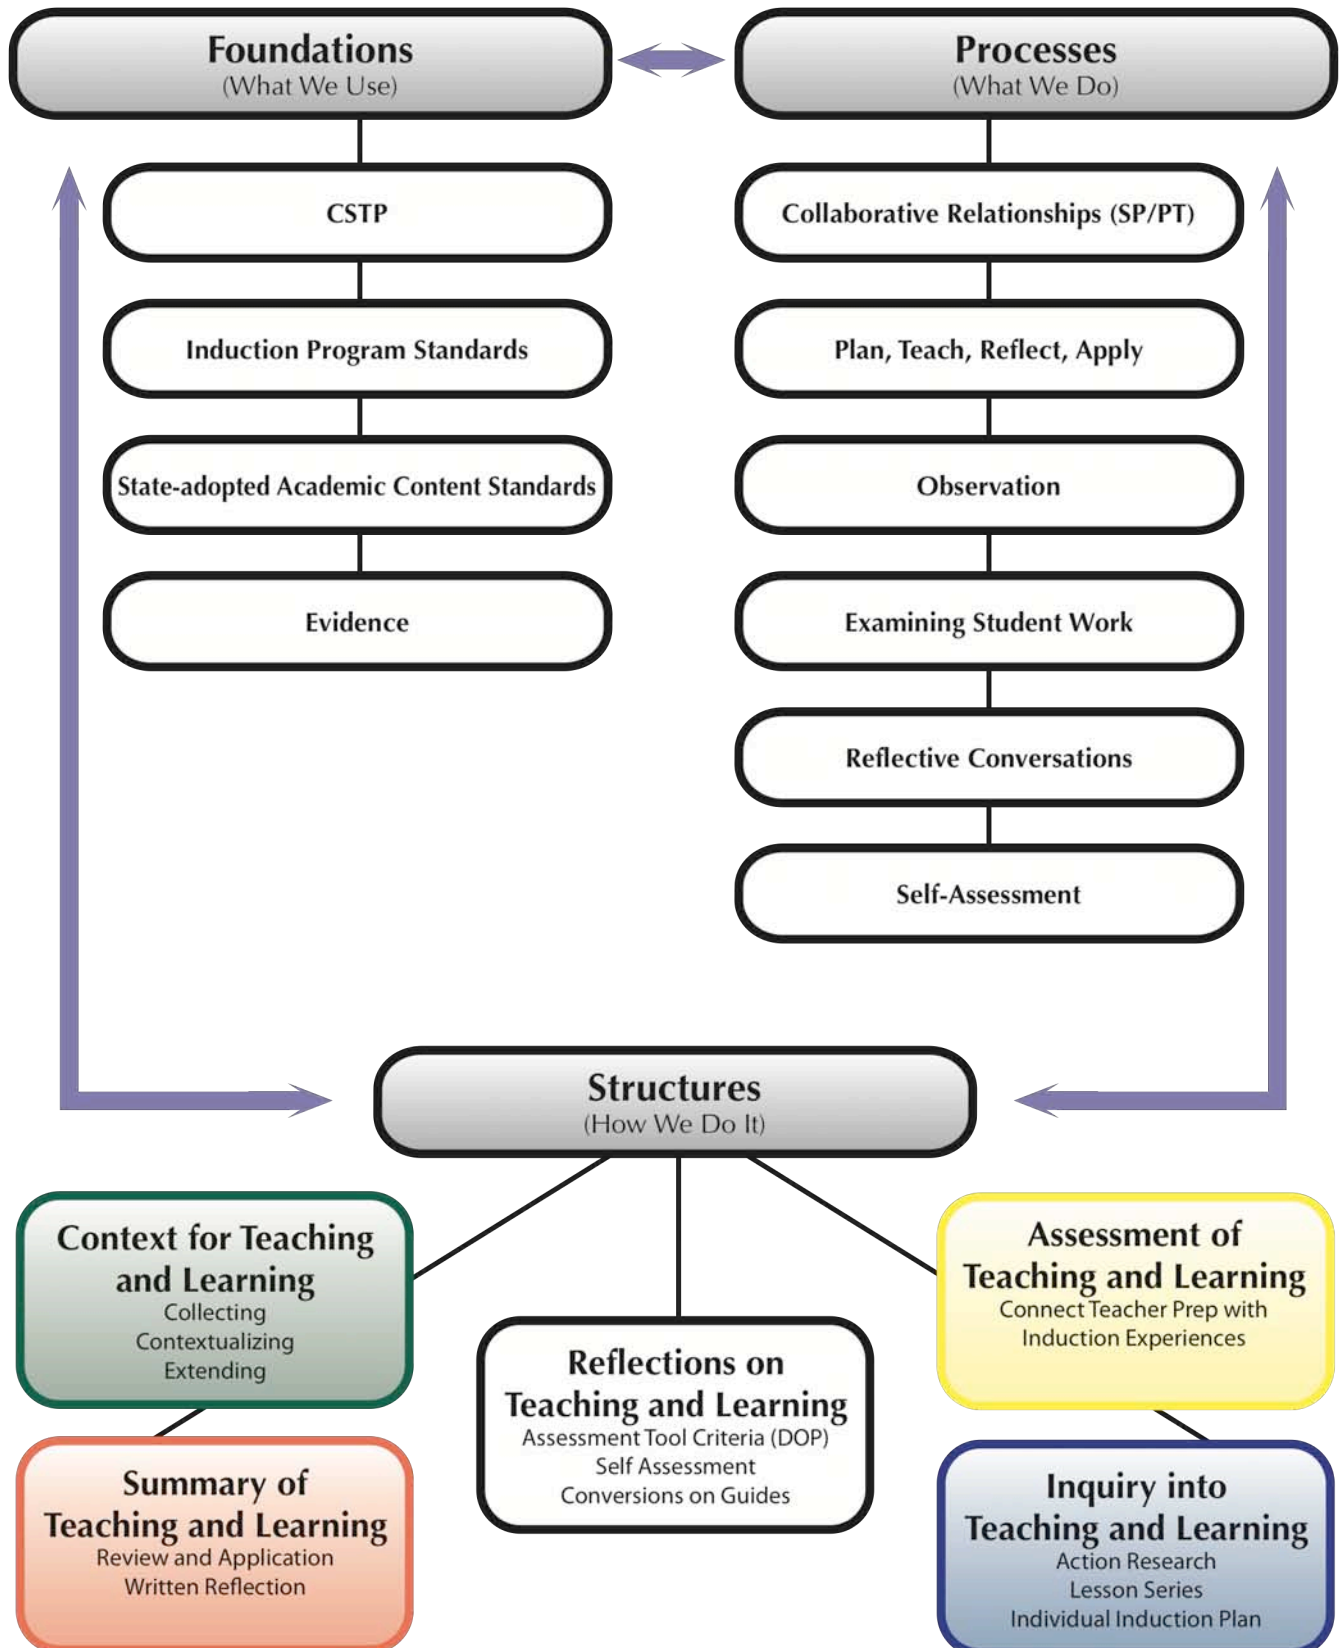 Foundations
(What We Use)
Processes
(What We Do)
CSTP
Induction Program Standards
State-adopted Academic Content Standards
Evidence
Collaborative Relationships (SP/PT)
Plan, Teach, Reflect, Apply
Observation
Examining Student Work
Reflective Conversations
Self-Assessment
Structures
(How We Do It)
Context for Teaching
and Learning
Collecting
Contextualizing
Extending
Summary of
Teaching and Learning
Review and Application
Written Reflection
Reflections on
Teaching and Learning
Assessment Tool Criteria (DOP)
Self Assessment
Conversions on Guides
Assessment of
Teaching and Learning
Connect Teacher Prep with
Induction Experiences
Inquiry into
Teaching and Learning
Action Research
Lesson Series
Individual Induction Plan